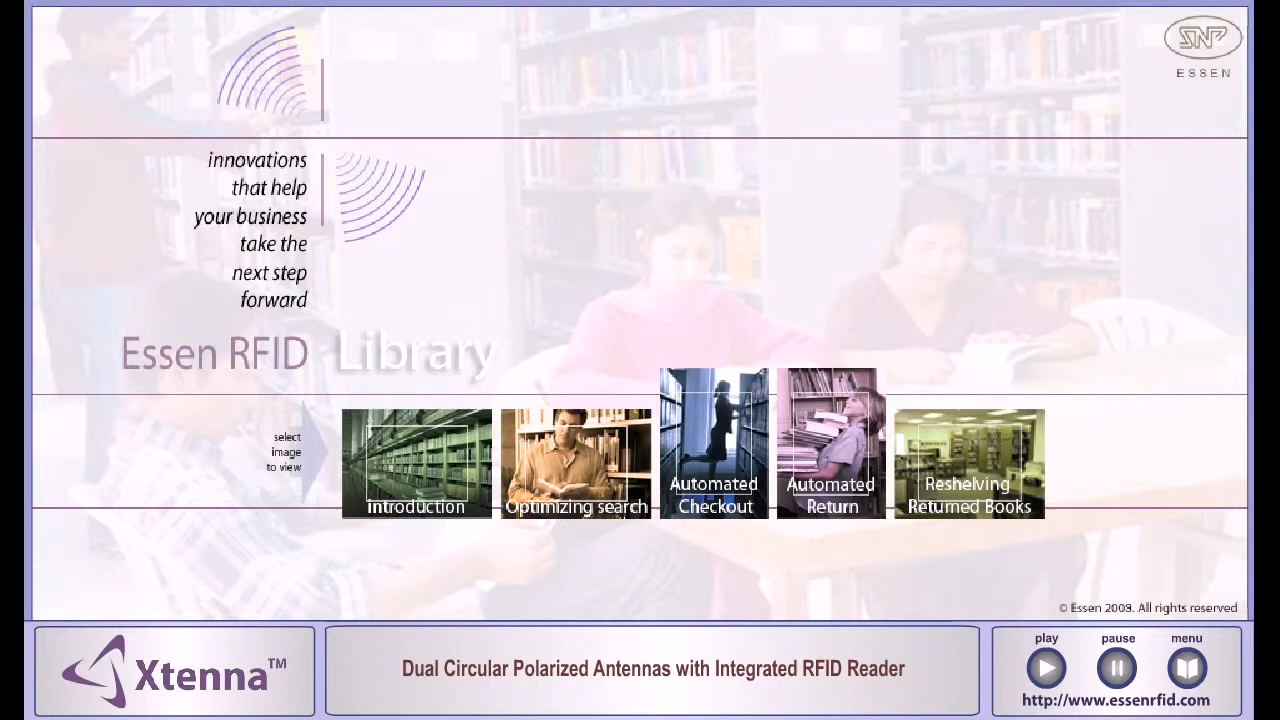 SNP
ESSEN
innovations
that help
your business
take the
next step
forward
Essen RFID Library
select
image
to view
introduction
Optimizing search
Automated
Checkout
Automated
Return
Reshelving
Returned Books
© Essen 2008. All rights reserved
Xtenna™
Dual Circular Polarized Antennas with Integrated RFID Reader
play pause menu
http://www.essenrfid.com